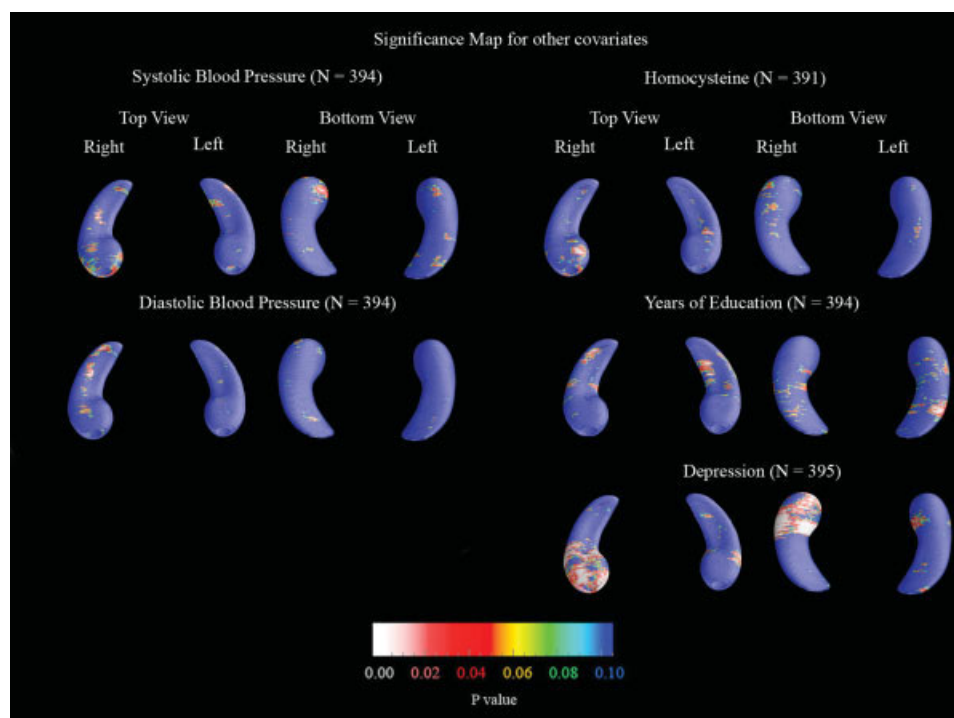 Significance Map for other covariates
Systolic Blood Pressure (N = 394)
Top View
Bottom View
Right
Left
Right
Left
Homocysteine (N = 391)
Top View
Bottom View
Right
Left
Right
Left
Diastolic Blood Pressure (N = 394)
Years of Education (N = 394)
Depression (N = 395)
0.00 0.02 0.04 0.06 0.08 0.10
P value